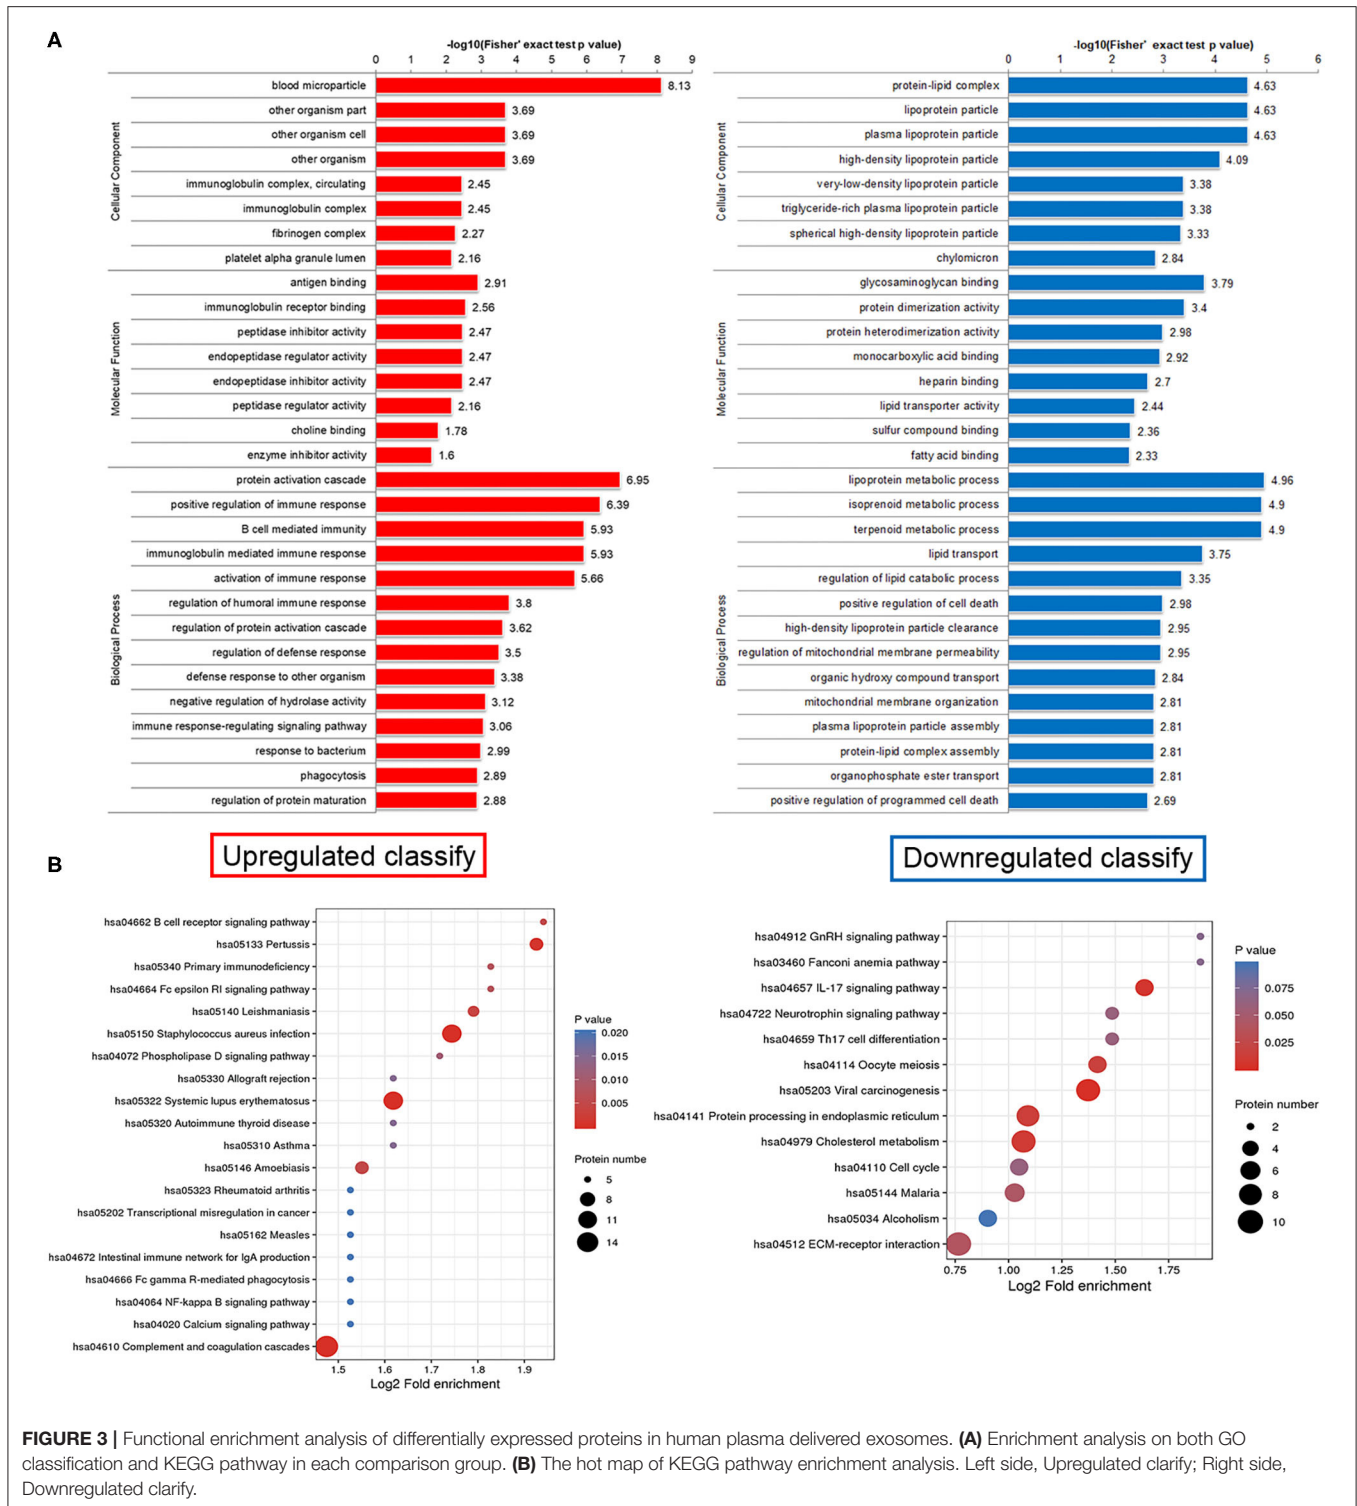 A
-log10(Fisher' exact test p value)
0 1 2 3 4 5 6 7 8 9
Cellular Component
blood microparticle 8.13
other organism part 3.69
other organism cell 3.69
other organism 3.69
immunoglobulin complex, circulating 2.45
immunoglobulin complex 2.45
fibrinogen complex 2.27
platelet alpha granule lumen 2.16
Molecular Function
antigen binding 2.91
immunoglobulin receptor binding 2.56
peptidase inhibitor activity 2.47
endopeptidase regulator activity 2.47
endopeptidase inhibitor activity 2.47
peptidase regulator activity 2.16
choline binding 1.78
enzyme inhibitor activity 1.6
Biological Process
protein activation cascade 6.95
positive regulation of immune response 6.39
B cell mediated immunity 5.93
immunoglobulin mediated immune response 5.93
activation of immune response 5.66
regulation of humoral immune response 3.8
regulation of protein activation cascade 3.62
regulation of defense response 3.5
defense response to other organism 3.38
negative regulation of hydrolase activity 3.12
immune response-regulating signaling pathway 3.06
response to bacterium 2.99
phagocytosis 2.89
regulation of protein maturation 2.88
Upregulated classify
-log10(Fisher' exact test p value)
0 1 2 3 4 5 6
Cellular Component
protein-lipid complex 4.63
lipoprotein particle 4.63
plasma lipoprotein particle 4.63
high-density lipoprotein particle 4.09
very-low-density lipoprotein particle 3.38
triglyceride-rich plasma lipoprotein particle 3.38
spherical high-density lipoprotein particle 3.33
chylomicron 2.84
Molecular Function
glycosaminoglycan binding 3.79
protein dimerization activity 3.4
protein heterodimerization activity 2.98
monocarboxylic acid binding 2.92
heparin binding 2.7
lipid transporter activity 2.44
sulfur compound binding 2.36
fatty acid binding 2.33
Biological Process
lipoprotein metabolic process 4.96
isoprenoid metabolic process 4.9
terpenoid metabolic process 4.9
lipid transport 3.75
regulation of lipid catabolic process 3.35
positive regulation of cell death 2.98
high-density lipoprotein particle clearance 2.95
regulation of mitochondrial membrane permeability 2.95
organic hydroxy compound transport 2.84
mitochondrial membrane organization 2.81
plasma lipoprotein particle assembly 2.81
protein-lipid complex assembly 2.81
organophosphate ester transport 2.81
positive regulation of programmed cell death 2.69
Downregulated classify
B
hsa04662 B cell receptor signaling pathway
hsa05133 Pertussis
hsa05340 Primary immunodeficiency
hsa04664 Fc epsilon RI signaling pathway
hsa05140 Leishmaniasis
hsa05150 Staphylococcus aureus infection
hsa04072 Phospholipase D signaling pathway
hsa05330 Allograft rejection
hsa05322 Systemic lupus erythematosus
hsa05320 Autoimmune thyroid disease
hsa05310 Asthma
hsa05146 Amoebiasis
hsa05323 Rheumatoid arthritis
hsa05202 Transcriptional misregulation in cancer
hsa05162 Measles
hsa04672 Intestinal immune network for IgA production
hsa04666 Fc gamma R-mediated phagocytosis
hsa04064 NF-kappa B signaling pathway
hsa04020 Calcium signaling pathway
hsa04610 Complement and coagulation cascades
1.5 1.6 1.7 1.8 1.9
Log2 Fold enrichment
P value
0.020
0.015
0.010
0.005
Protein numbe
5
8
11
14
hsa04912 GnRH signaling pathway
hsa03460 Fanconi anemia pathway
hsa04657 IL-17 signaling pathway
hsa04722 Neurotrophin signaling pathway
hsa04659 Th17 cell differentiation
hsa04114 Oocyte meiosis
hsa05203 Viral carcinogenesis
hsa04141 Protein processing in endoplasmic reticulum
hsa04979 Cholesterol metabolism
hsa04110 Cell cycle
hsa05144 Malaria
hsa05034 Alcoholism
hsa04512 ECM-receptor interaction
0.75 1.00 1.25 1.50 1.75
Log2 Fold enrichment
P value
0.075
0.050
0.025
Protein number
2
4
6
8
10
FIGURE 3 | Functional enrichment analysis of differentially expressed proteins in human plasma delivered exosomes. (A) Enrichment analysis on both GO
classification and KEGG pathway in each comparison group. (B) The hot map of KEGG pathway enrichment analysis. Left side, Upregulated clarify; Right side,
Downregulated clarify.